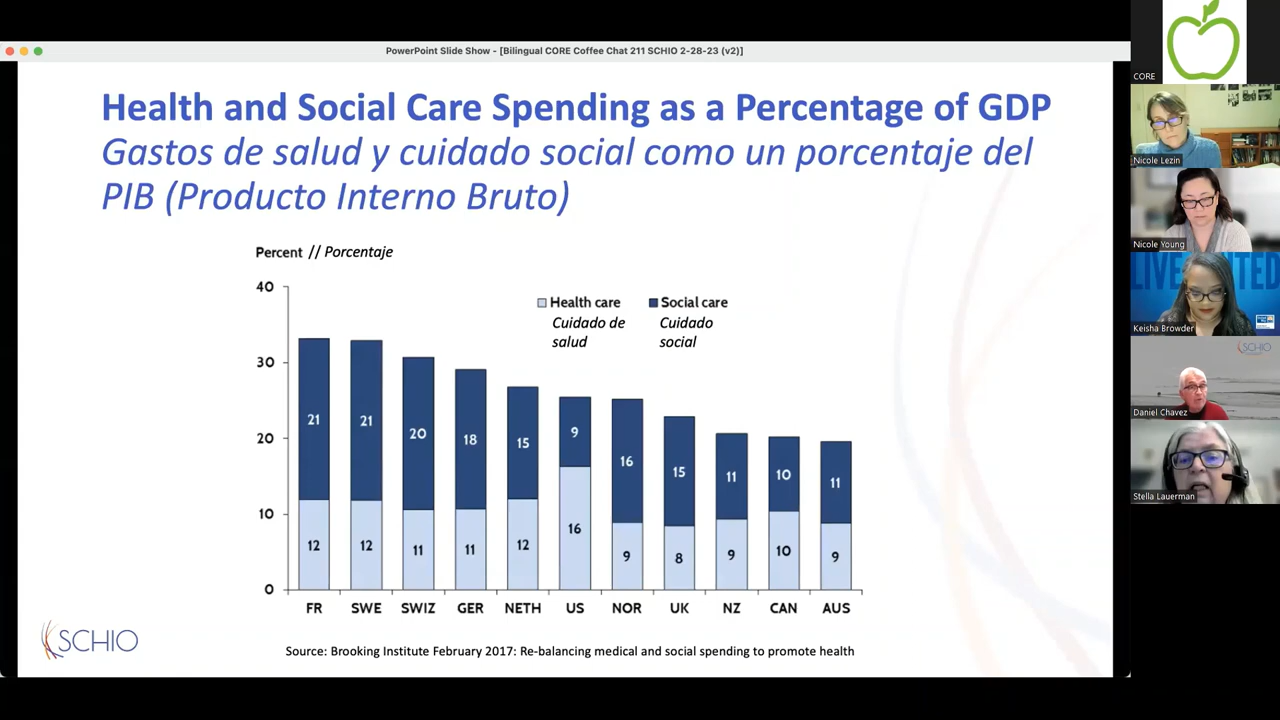 PowerPoint Slide Show - [Bilingual CORE Coffee Chat 211 SCHIO 2-28-23 (v2)]
Health and Social Care Spending as a Percentage of GDP
Gastos de salud y cuidado social como un porcentaje del
PIB (Producto Interno Bruto)
Percent // Porcentaje
Health care Social care
Cuidado de Cuidado
salud social
40
30
20
10
0
21 21 20 18 15 9 16 15 11 10 11
12 12 11 11 12 16 9 8 9 10 9
FR SWE SWIZ GER NETH US NOR UK NZ CAN AUS
SCHIO
Source: Brooking Institute February 2017: Re-balancing medical and social spending to promote health
CORE
Nicole Lezin
Nicole Young
LIVE UNITED
Keisha Browder
SCHIO
Daniel Chavez
Stella Lauerman